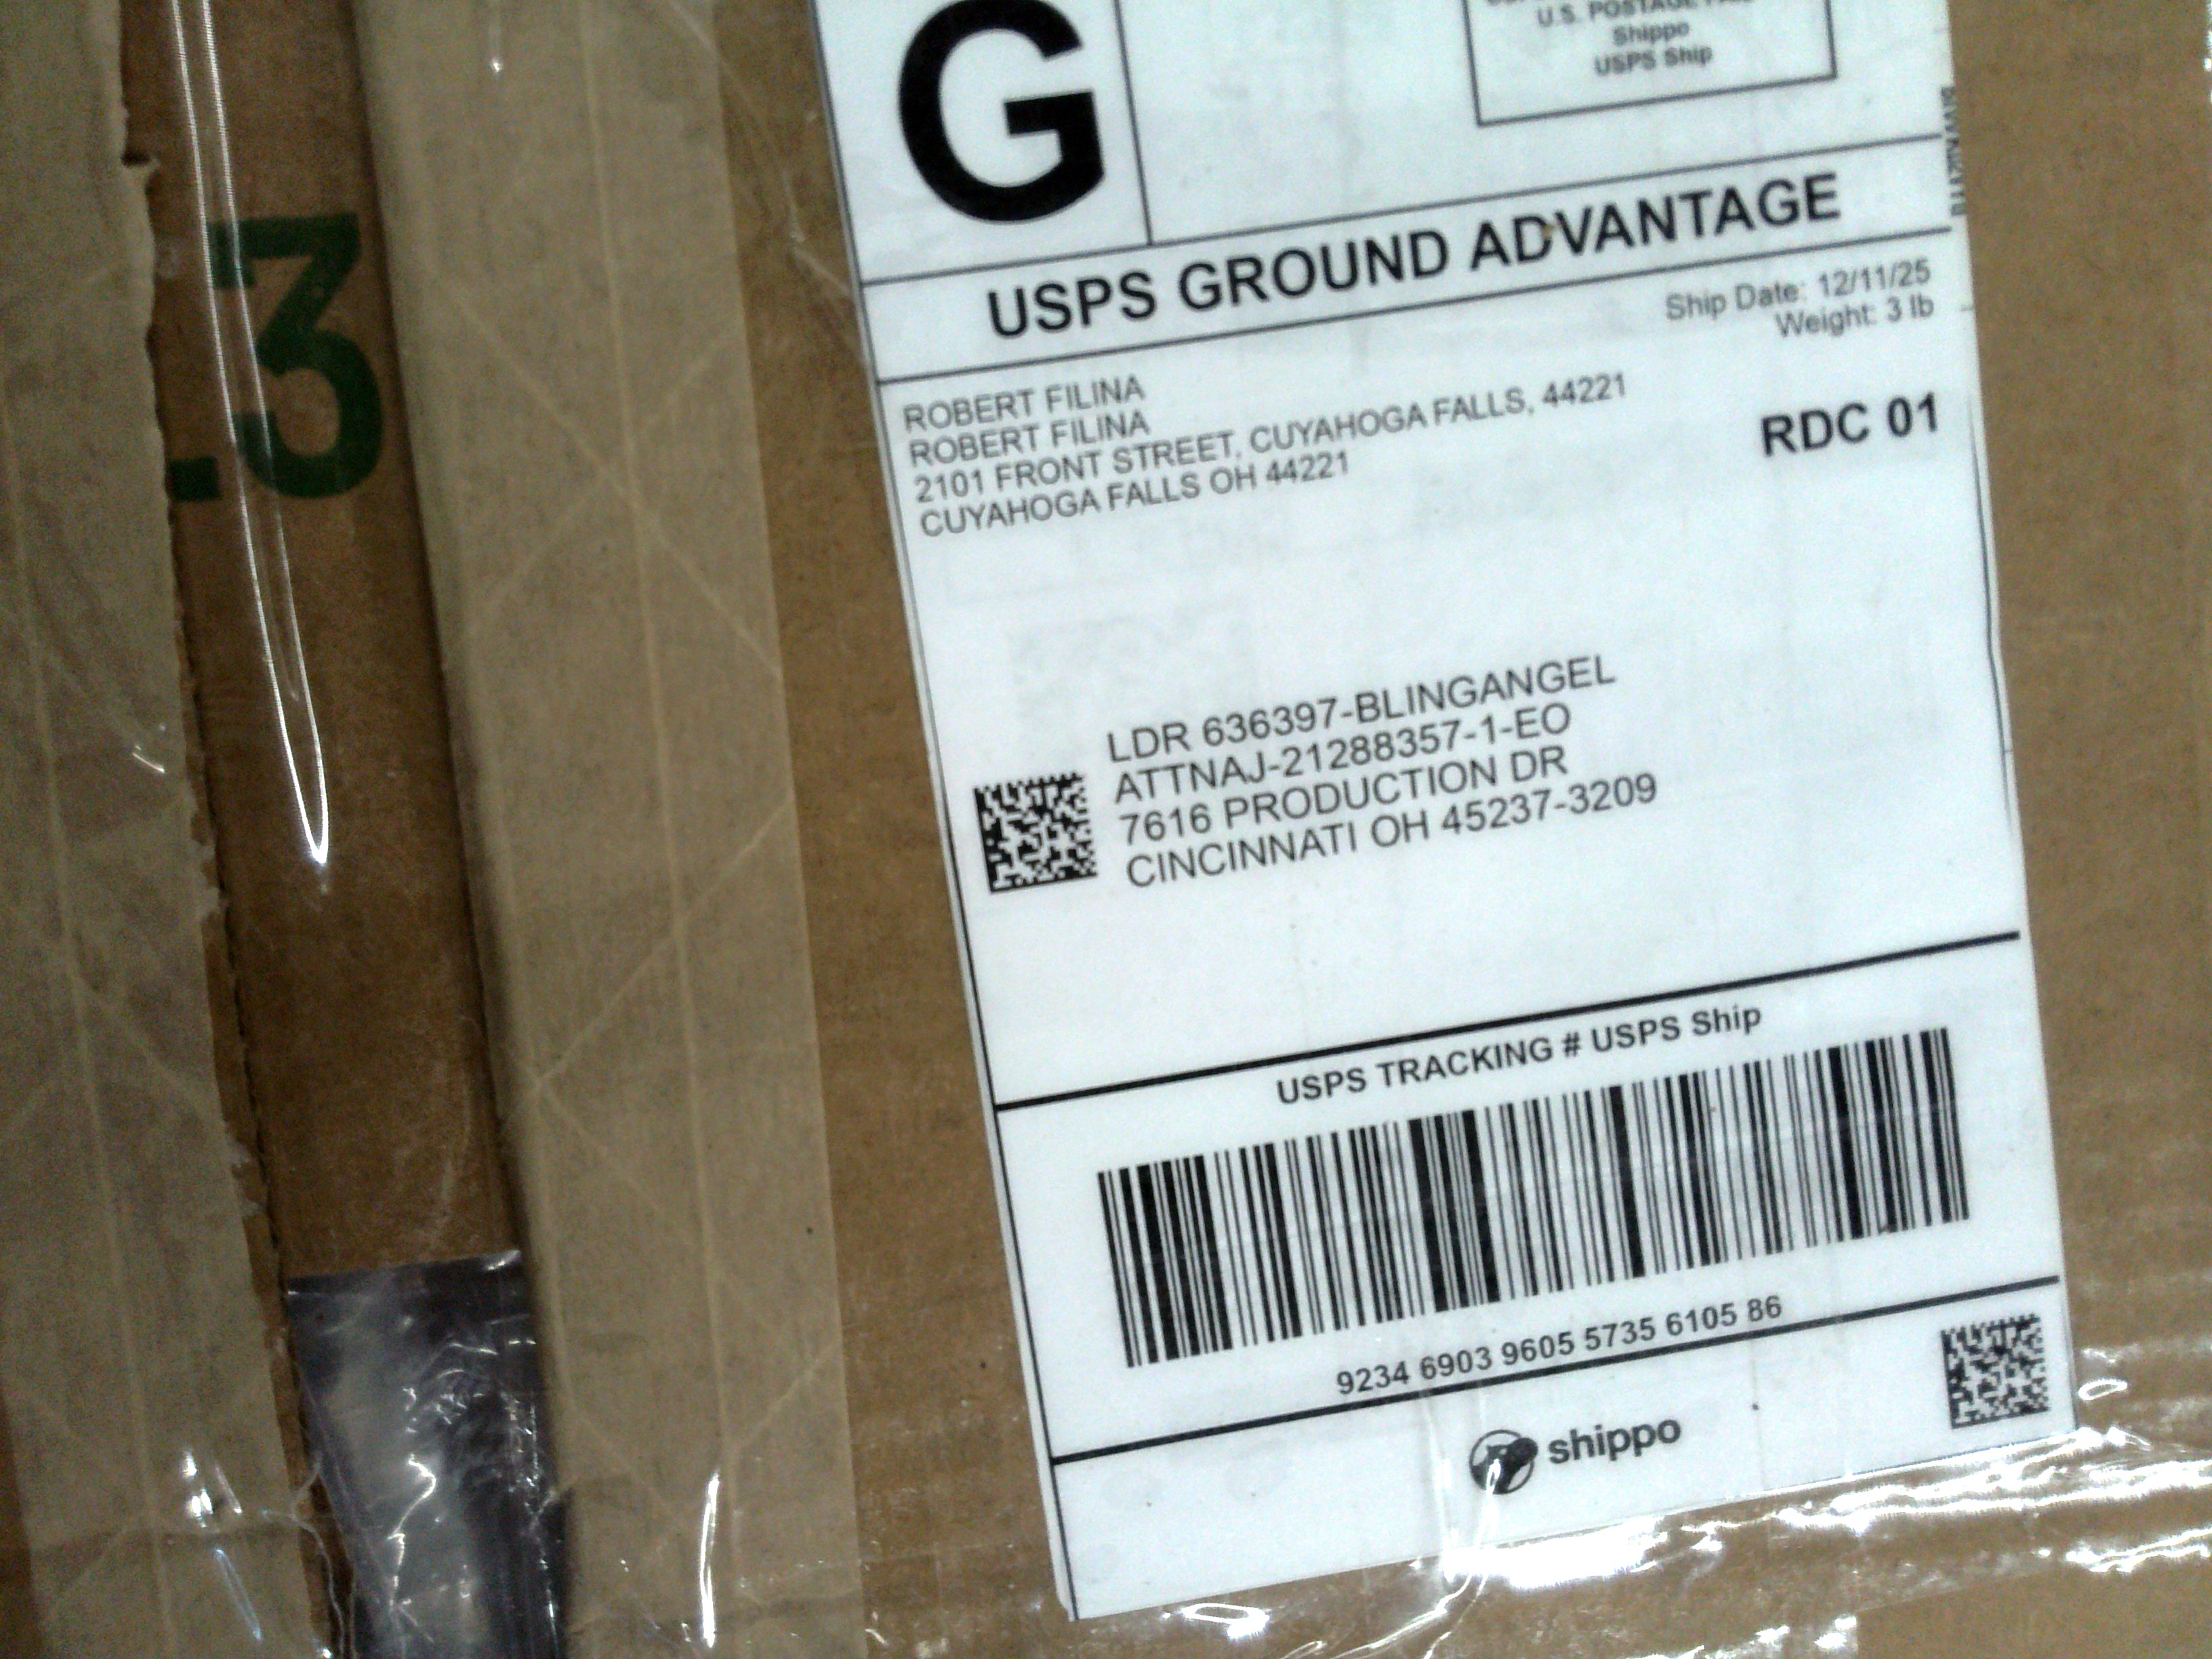 G
U.S. POSTAGE
Shippo
USPS Ship
USPS GROUND ADVANTAGE
Ship Date: 12/11/25
Weight: 3 lb
ROBERT FILINA
ROBERT FILINA
2101 FRONT STREET, CUYAHOGA FALLS, 44221
CUYAHOGA FALLS OH 44221
RDC 01
LDR 636397-BLINGANGEL
ATTNAJ-21288357-1-EO
7616 PRODUCTION DR
CINCINNATI OH 45237-3209
USPS TRACKING # USPS Ship
9234 6903 9605 5735 6105 86
shippo
3